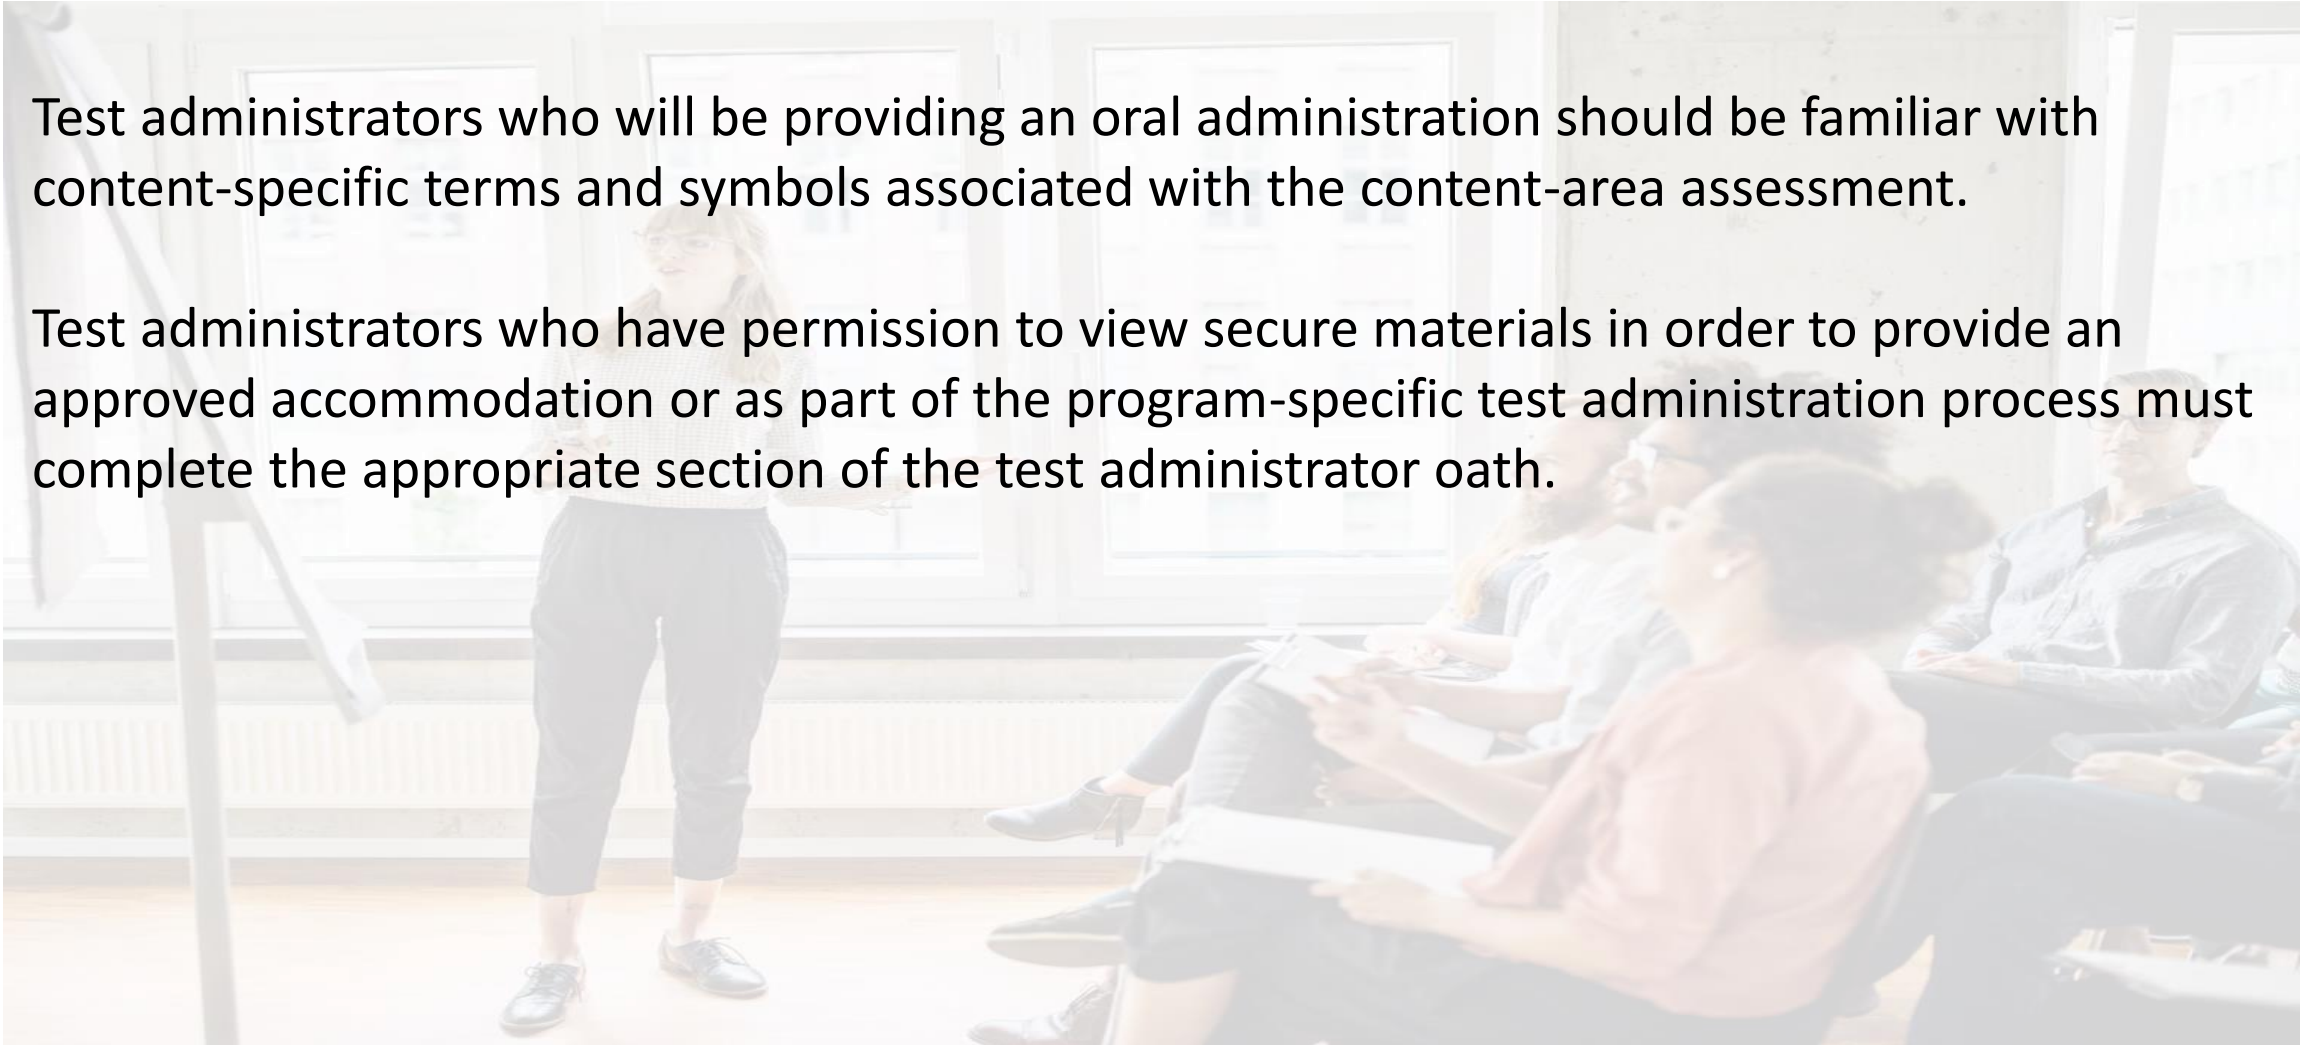 Test administrators who will be providing an oral administration should be familiar with
content-specific terms and symbols associated with the content-area assessment.
Test administrators who have permission to view secure materials in order to provide an
approved accommodation or as part of the program-specific test administration process must
complete the appropriate section of the test administrator oath.